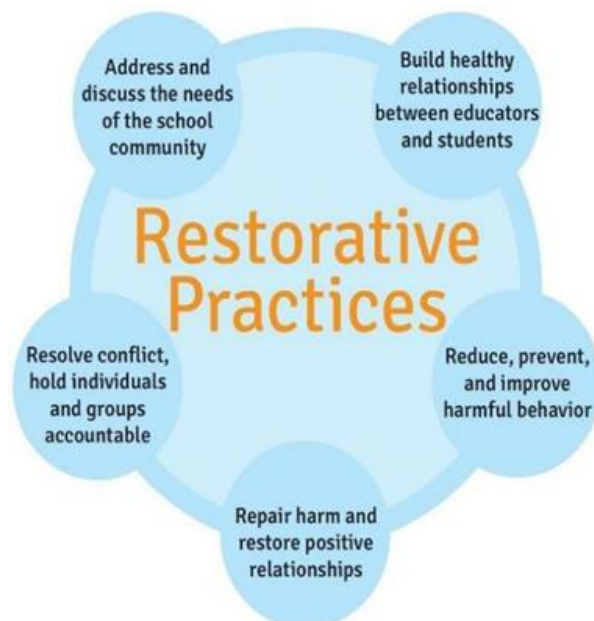 Address and
discuss the needs
of the school
community
Build healthy
relationships
between educators
and students
Restorative
Practices
Resolve conflict,
hold individuals
and groups
accountable
Reduce, prevent,
and improve
harmful behavior
Repair harm and
restore positive
relationships